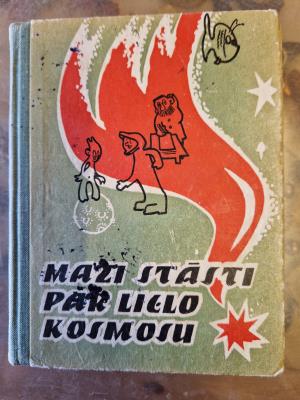 MAZI STĀSTI
PAR LIELO
KOSMOSU